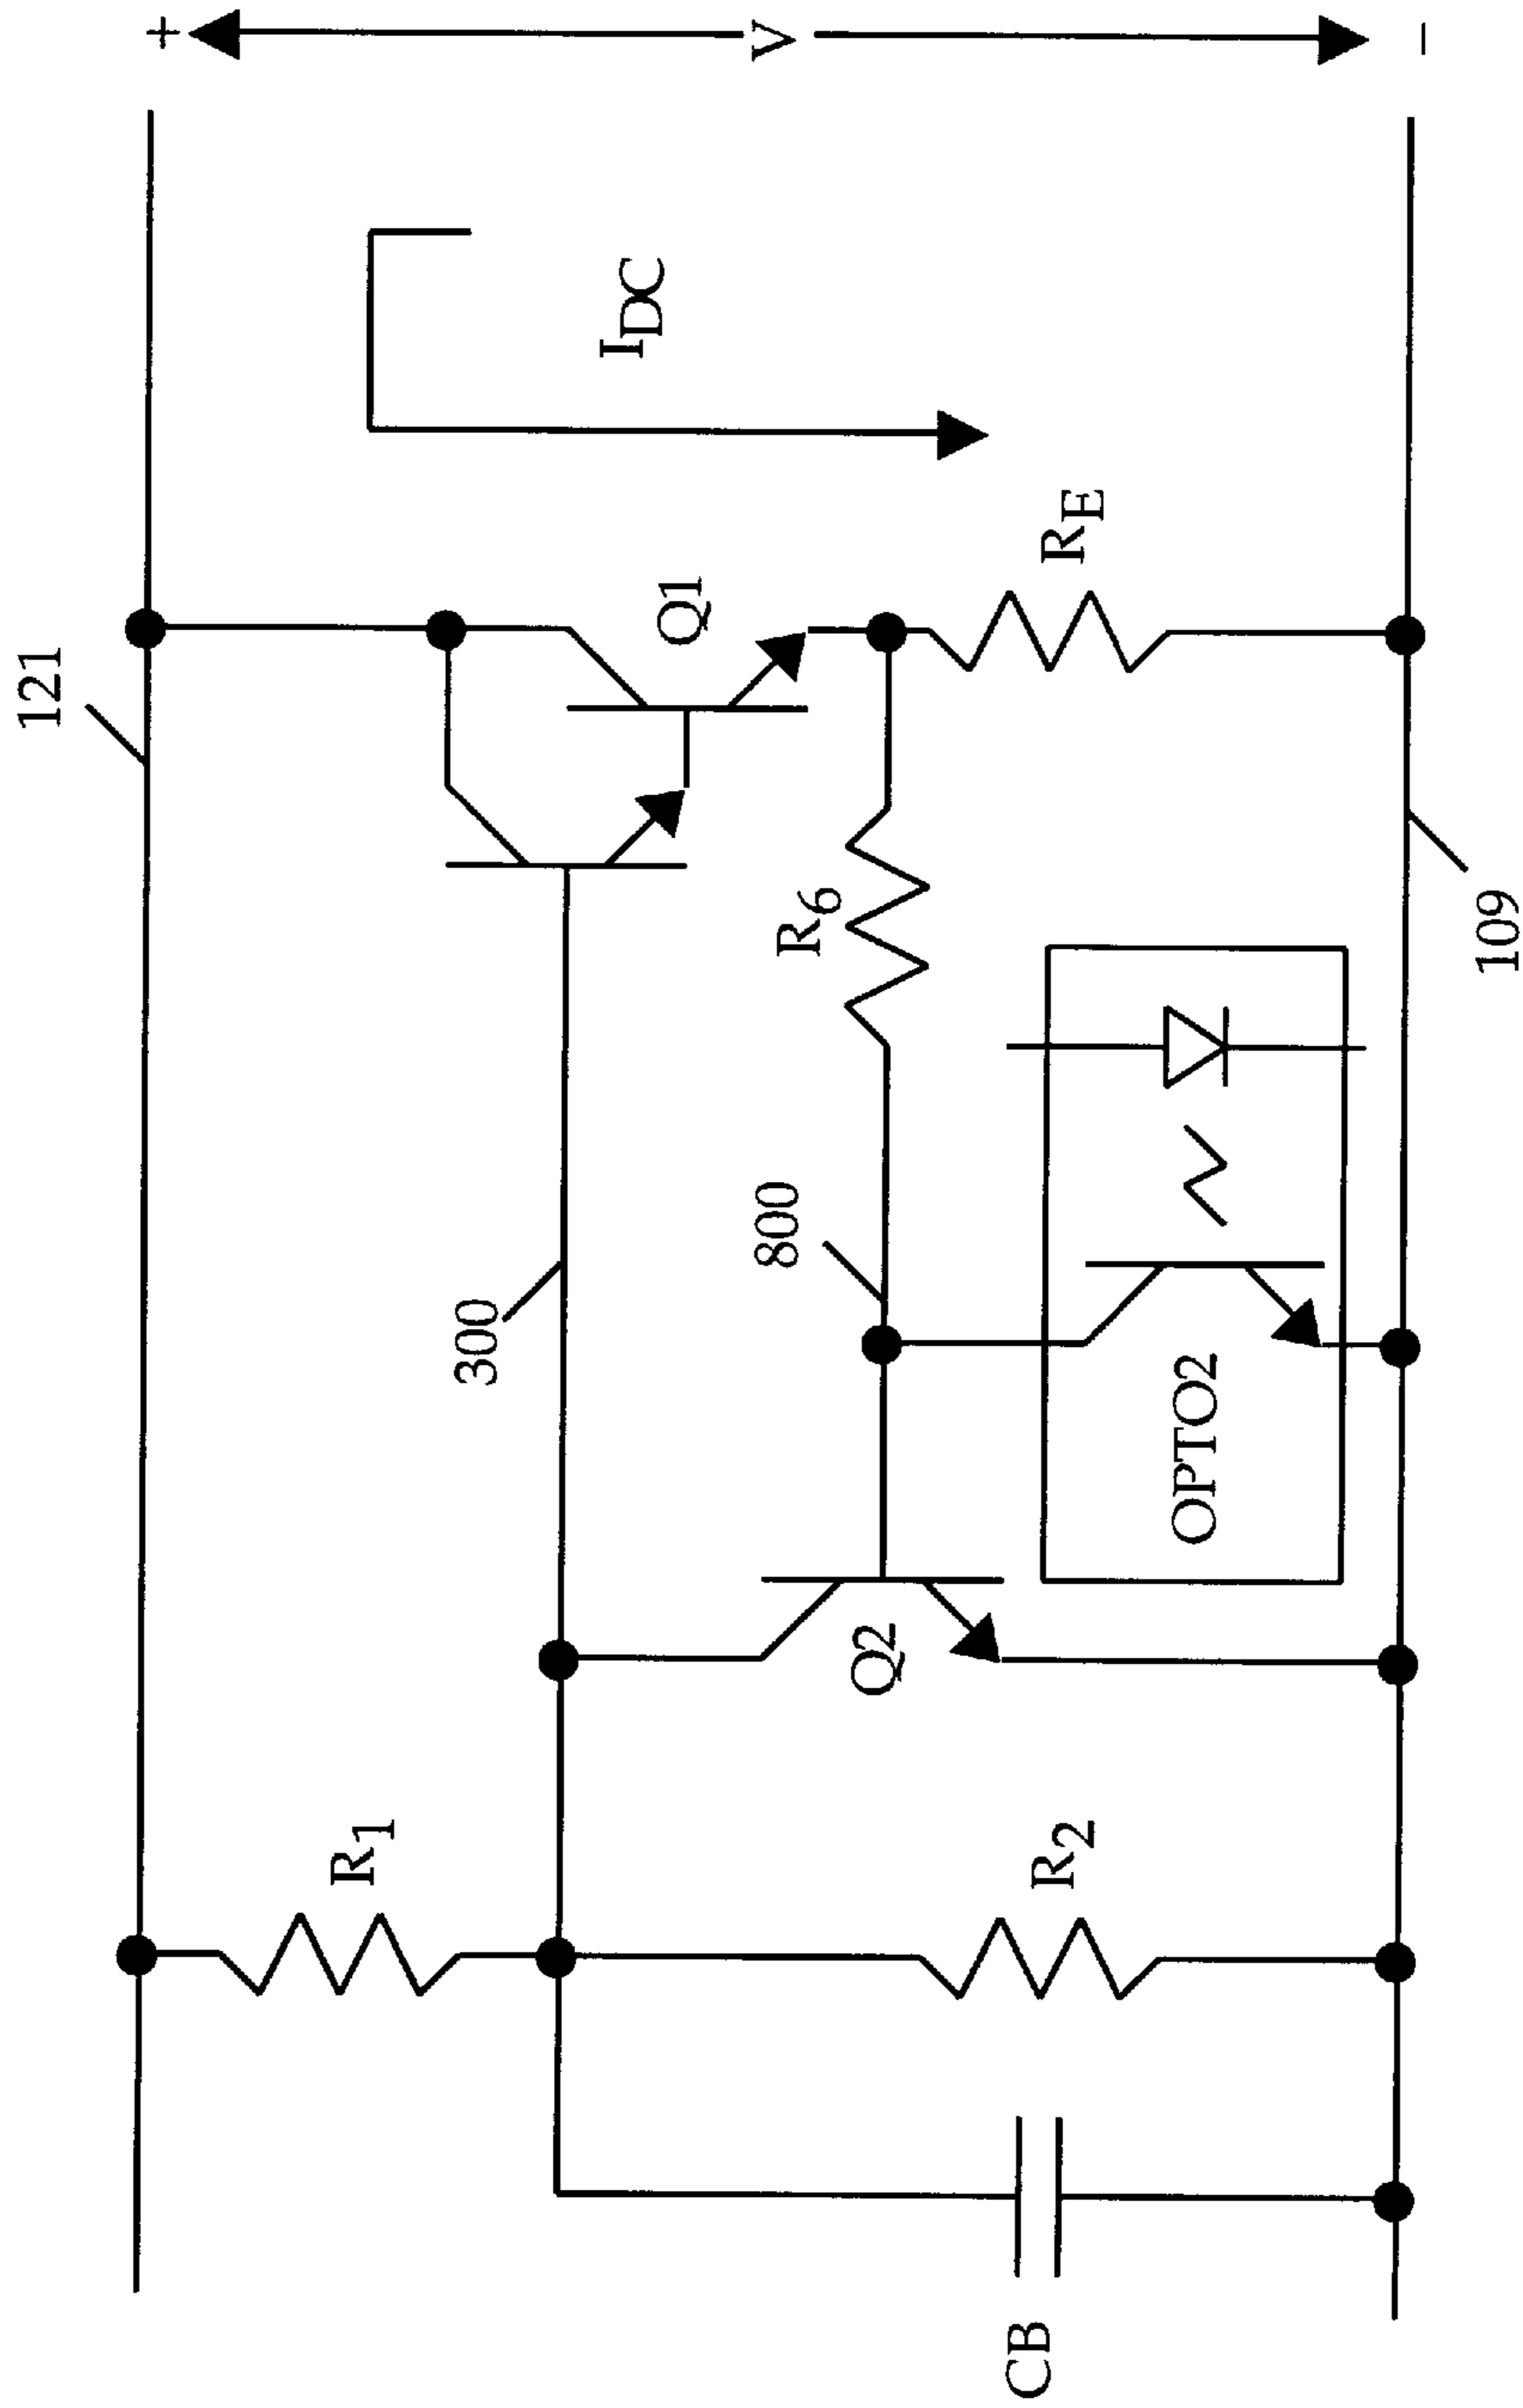 121
+
V
−
I_DC
Q1
R_E
300
R_6
800
109
OPTO2
Q2
R_1
R_2
CB